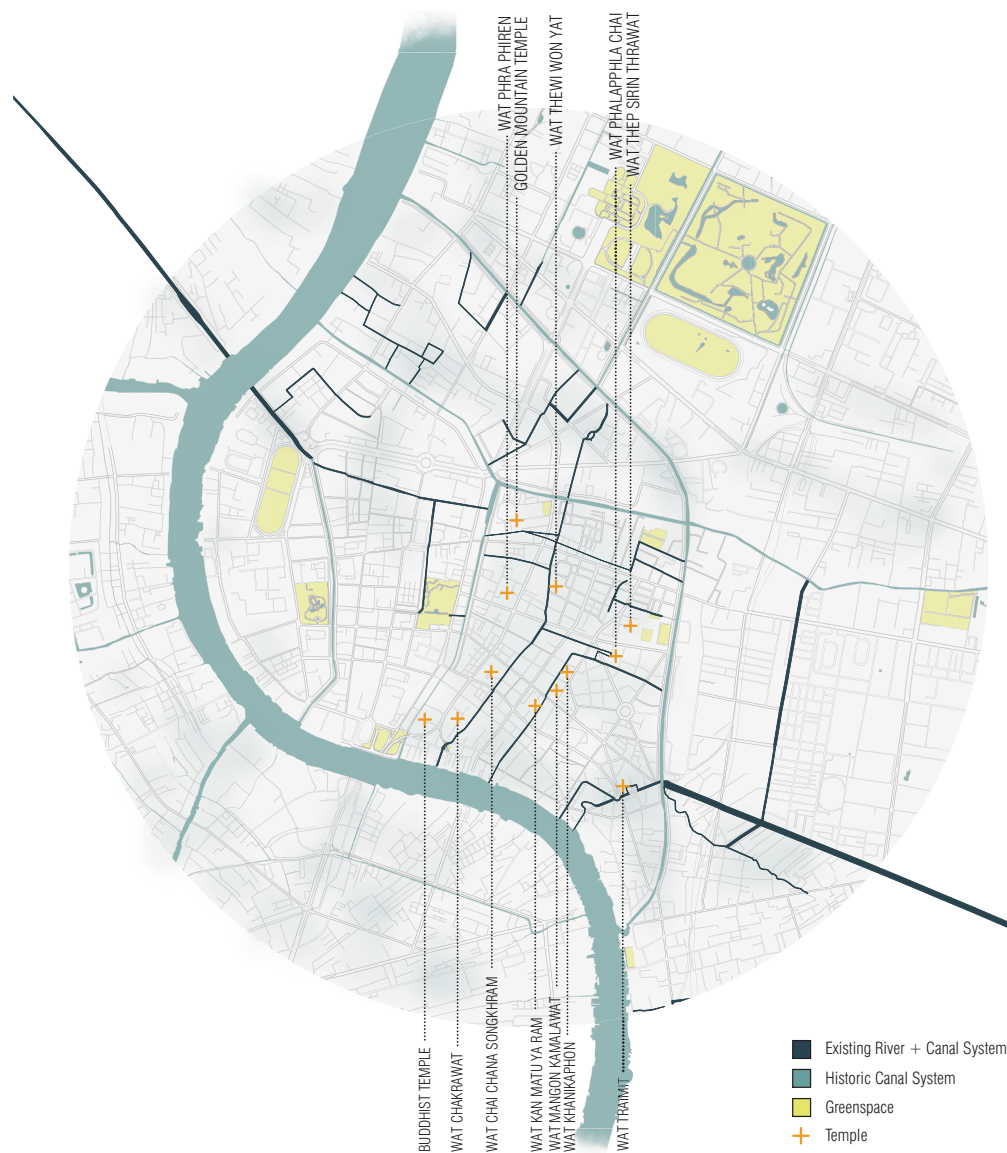 WAT PHRA PHIREN
GOLDEN MOUNTAIN TEMPLE
WAT THEWI WON YAT
WAT PHALAPPHLA CHAI
WAT THEP SIRIN THRAWAT
BUDDHIST TEMPLE
WAT CHAKRAWAT
WAT CHAI CHANA SONGKHRAM
WAT KAN MATU YA RAM
WAT MANGON KAMALAWAT
WAT KHANIKAPHON
WAT TRAIMIT
Existing River + Canal System
Historic Canal System
Greenspace
Temple